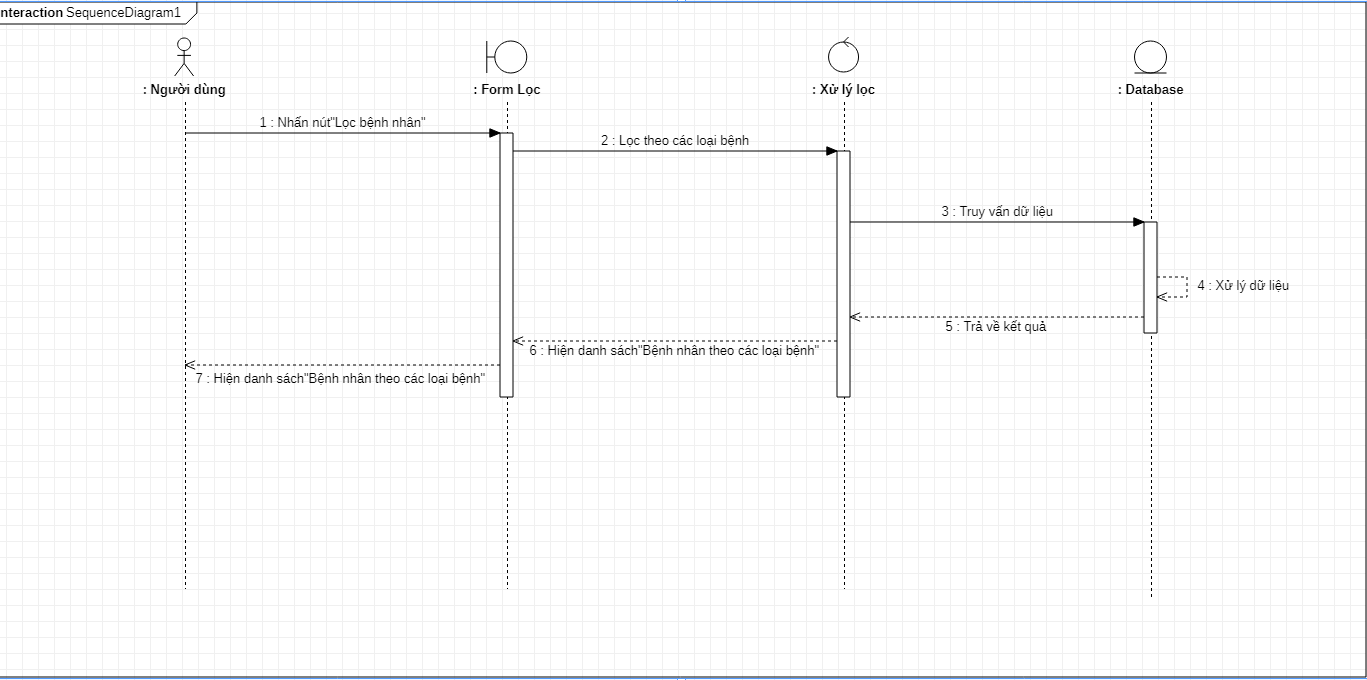 nteraction SequenceDiagram1
: Người dùng
: Form Lọc
: Xử lý lọc
: Database
1 : Nhấn nút"Lọc bệnh nhân"
2 : Lọc theo các loại bệnh
3 : Truy vấn dữ liệu
4 : Xử lý dữ liệu
5 : Trả về kết quả
6 : Hiện danh sách"Bệnh nhân theo các loại bệnh"
7 : Hiện danh sách"Bệnh nhân theo các loại bệnh"